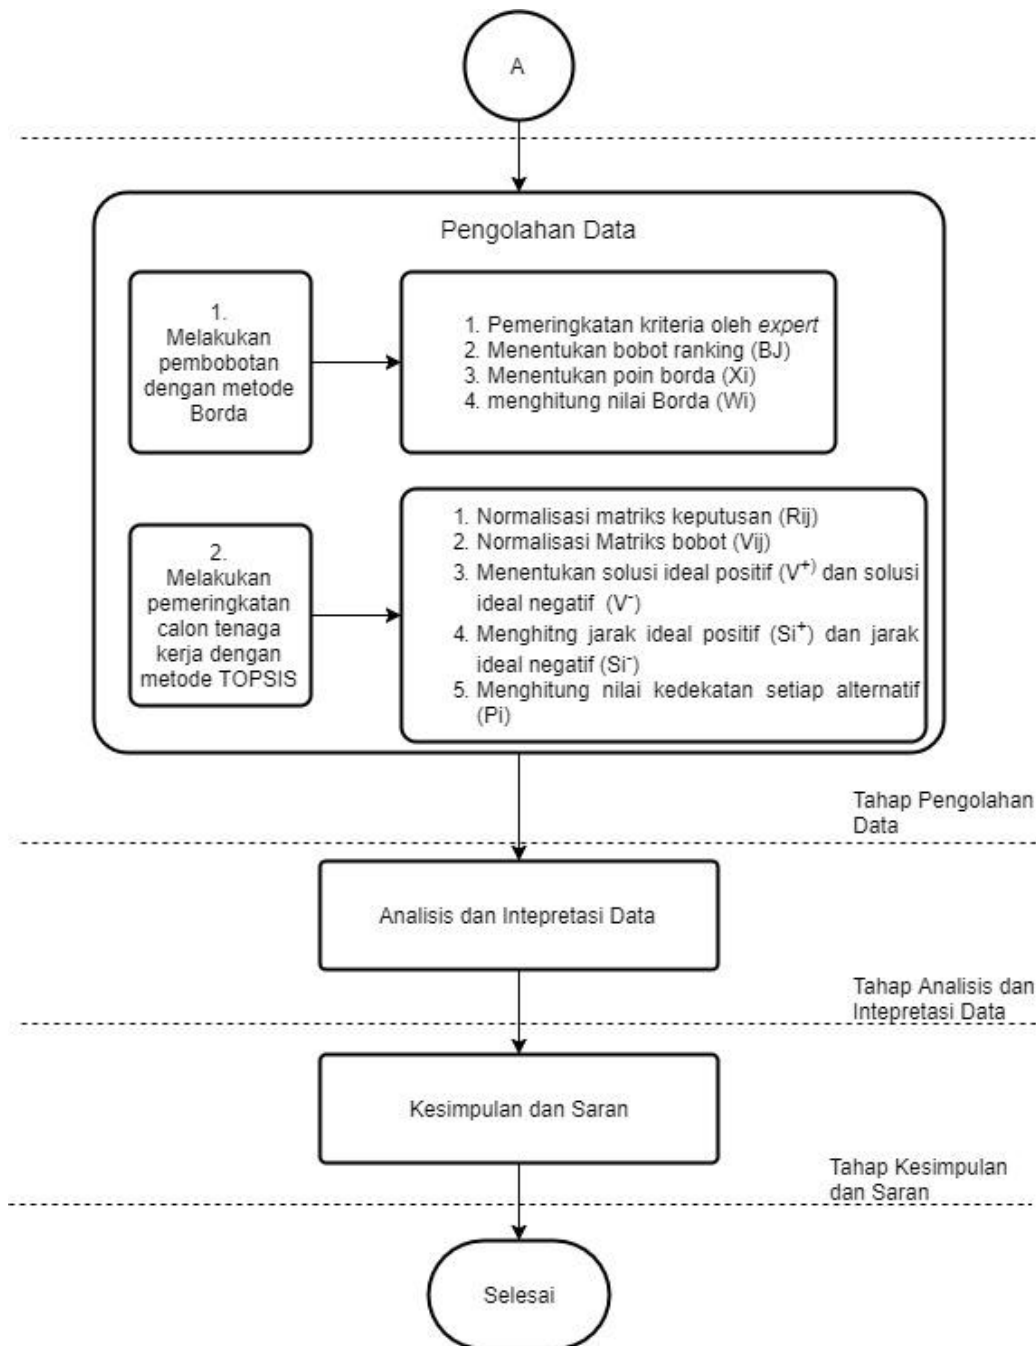 A
Pengolahan Data
1.
Melakukan
pembobotan
dengan metode
Borda
1. Pemeringkatan kriteria oleh expert
2. Menentukan bobot ranking (BJ)
3. Menentukan poin borda (Xi)
4. menghitung nilai Borda (Wi)
2.
Melakukan
pemeringkatan
calon tenaga
kerja dengan
metode TOPSIS
1. Normalisasi matriks keputusan (Rij)
2. Normalisasi Matriks bobot (Vij)
3. Menentukan solusi ideal positif (V⁺⁾ dan solusi
ideal negatif (V⁻)
4. Menghitng jarak ideal positif (Si⁺) dan jarak
ideal negatif (Si⁻)
5. Menghitung nilai kedekatan setiap alternatif
(Pi)
Tahap Pengolahan
Data
Analisis dan Intepretasi Data
Tahap Analisis dan
Intepretasi Data
Kesimpulan dan Saran
Tahap Kesimpulan
dan Saran
Selesai